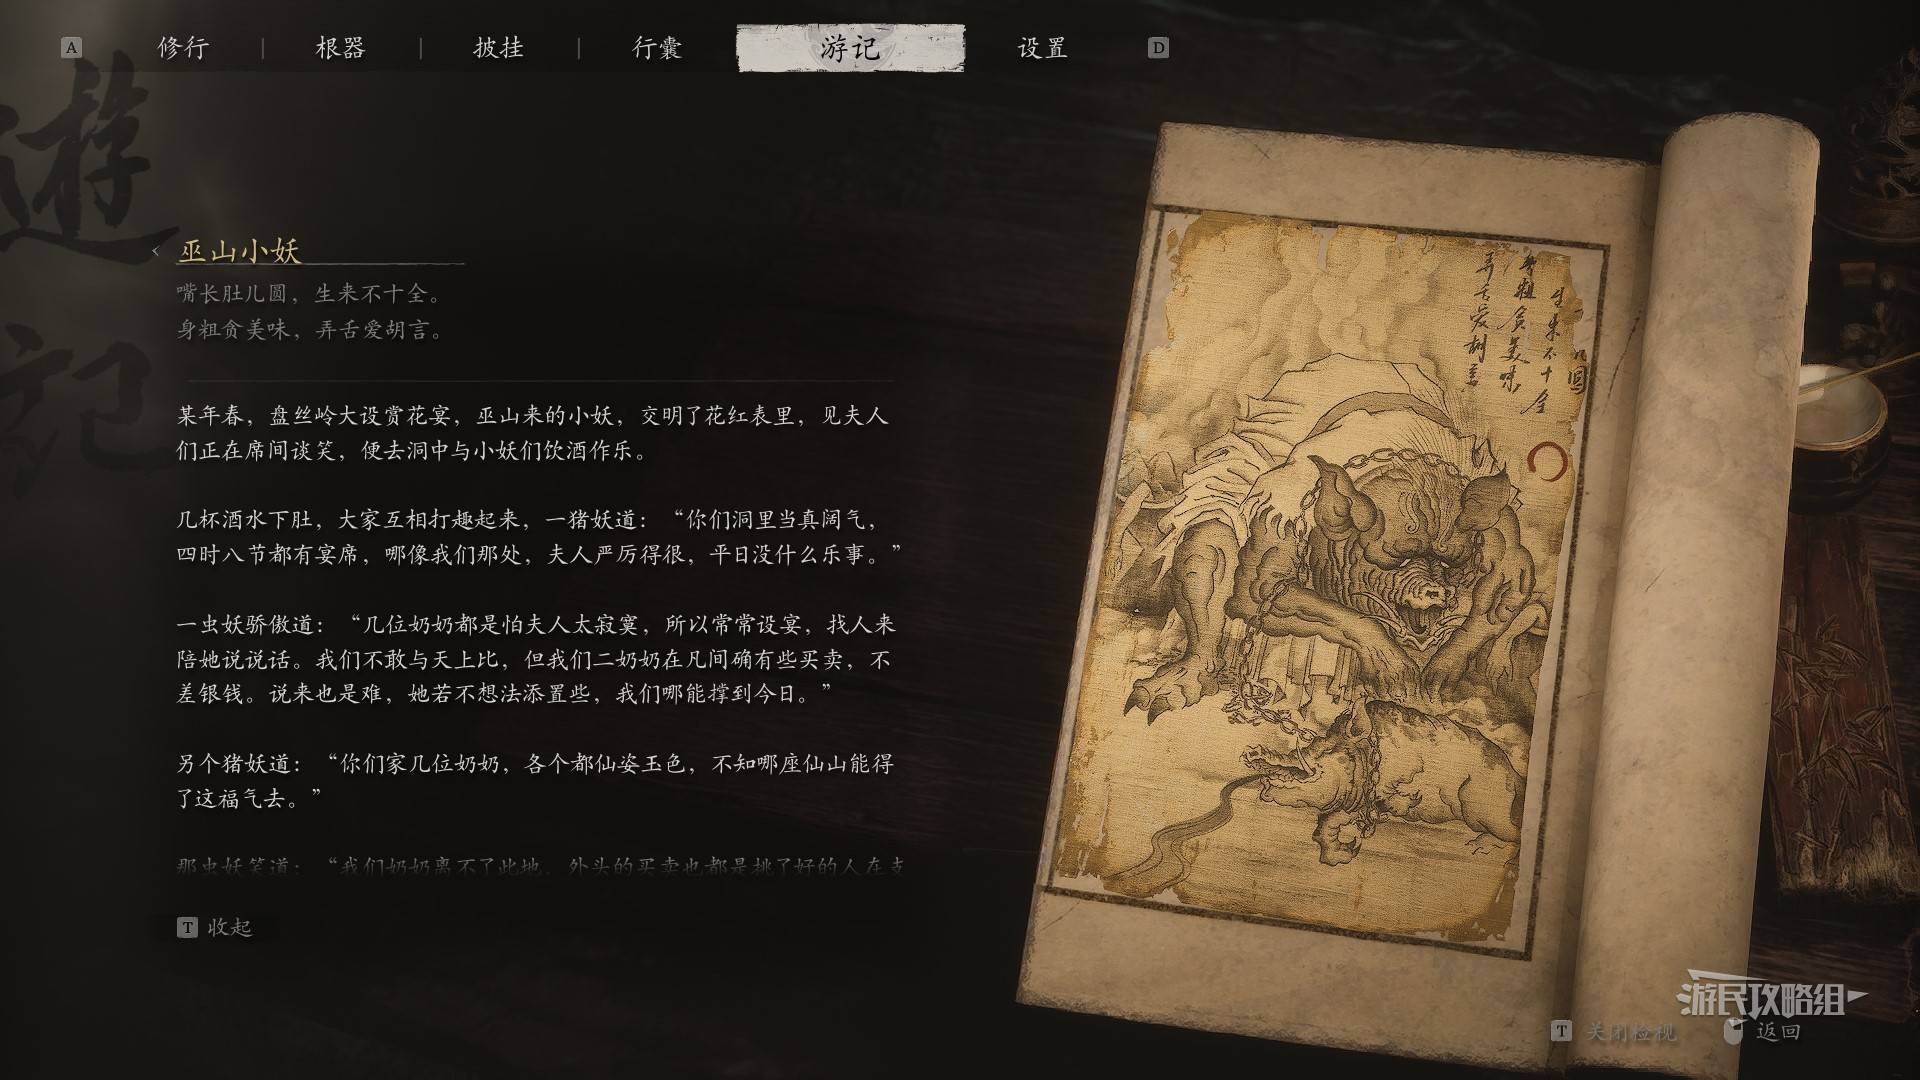 A
修行
根器
披挂
行囊
游记
设置
D
遊記
巫山小妖
嘴长肚儿圆，生来不十全。
身粗贪美味，弄舌爱胡言。
某年春，盘丝岭大设赏花宴，巫山来的小妖，交明了花红表里，见夫人
们正在席间谈笑，便去洞中与小妖们饮酒作乐。
几杯酒水下肚，大家互相打趣起来，一猪妖道：“你们洞里当真阔气，
四时八节都有宴席，哪像我们那处，夫人严厉得很，平日没什么乐事。”
一虫妖骄傲道：“几位奶奶都是怕夫人太寂寞，所以常常设宴，找人来
陪她说说话。我们不敢与天上比，但我们二奶奶在凡间确有些买卖，不
差银钱。说来也是难，她若不想法添置些，我们哪能撑到今日。”
另个猪妖道：“你们家几位奶奶，各个都仙姿玉色，不知哪座仙山能得
了这福气去。”
那虫妖笑道：“我们奶奶离不了此地，外头的买卖也都是挑了好的人在支
T 收起
儿圆
生来不十全
身粗贪美味
弄舌爱胡言
游民攻略组
T 关闭检视
返回